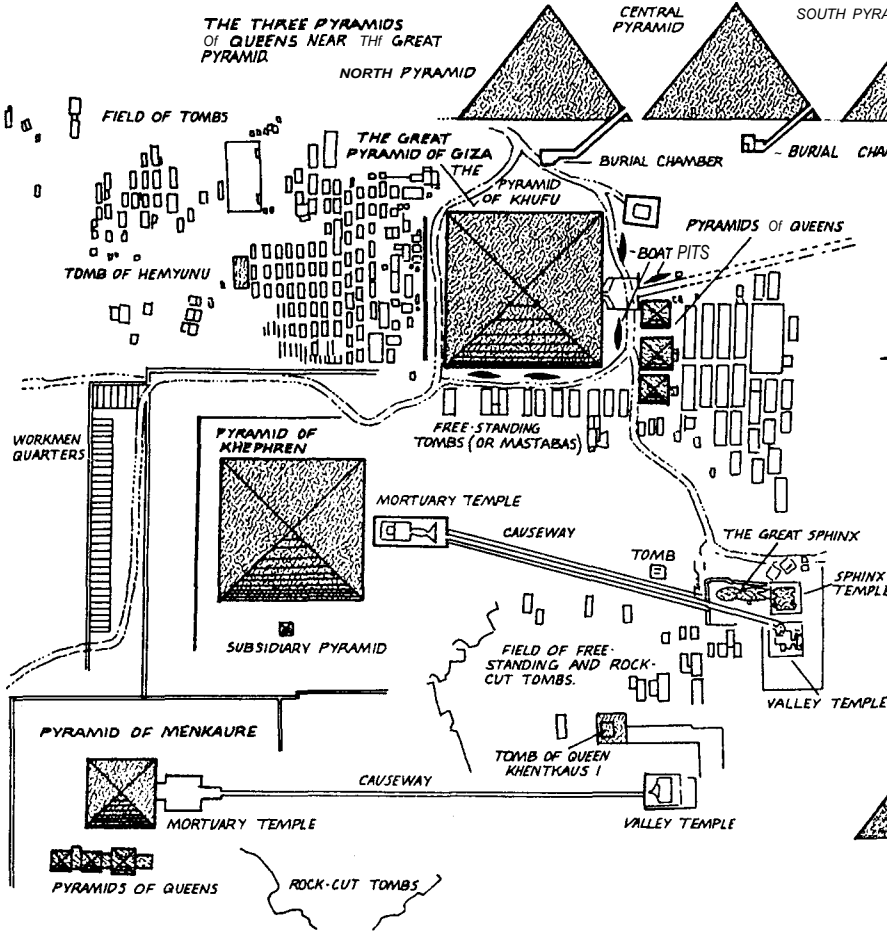 THE THREE PYRAMIDS
Of QUEENS NEAR THf GREAT
PYRAMID.
NORTH PYRAMID
CENTRAL
PYRAMID
SOUTH PYRA
FIELD OF TOMBS
THE GREAT
PYRAMID OF GIZA
THE
PYRAMID
OF KHUFU
BURIAL CHAMBER
- BURIAL CHA
PYRAMIDS Of QUEENS
-BOAT PITS
TOMB OF HEMYUNU
WORKMEN
QUARTERS
PYRAMID OF
KHEPHREN
FREE-STANDING
TOMBS (OR MASTABAS)
MORTUARY TEMPLE
CAUSEWAY
THE GREAT SPHINX
TOMB
SPHINX
TEMPLE
SUBSIDIARY PYRAMID
FIELD OF FREE-
STANDING AND ROCK-
CUT TOMBS.
VALLEY TEMPLE
PYRAMID OF MENKAURE
TOMB OF QUEEN
KHENTKAUS I
CAUSEWAY
MORTUARY TEMPLE
VALLEY TEMPLE
PYRAMIDS OF QUEENS
ROCK-CUT TOMBS